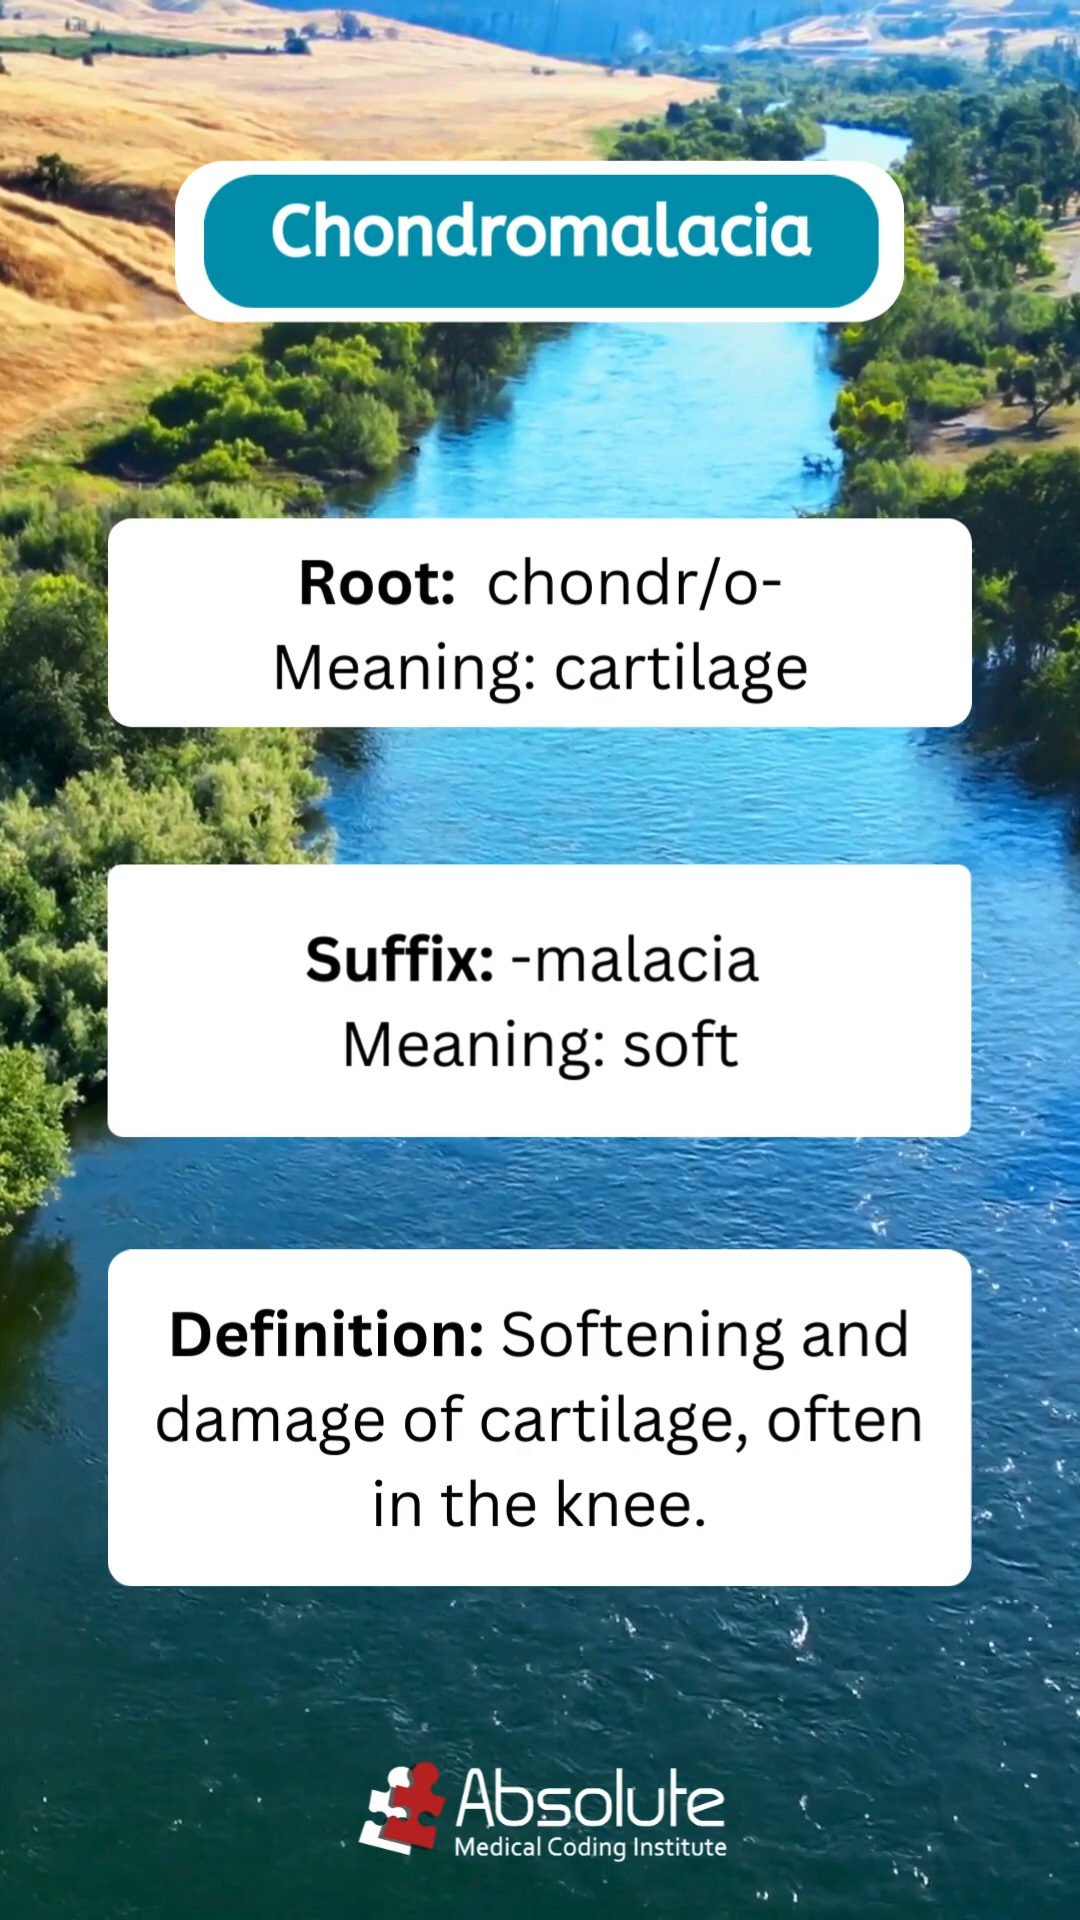 Chondromalacia
Root: chondr/o-
Meaning: cartilage
Suffix: -malacia
Meaning: soft
Definition: Softening and
damage of cartilage, often
in the knee.
Absolute
Medical Coding Institute